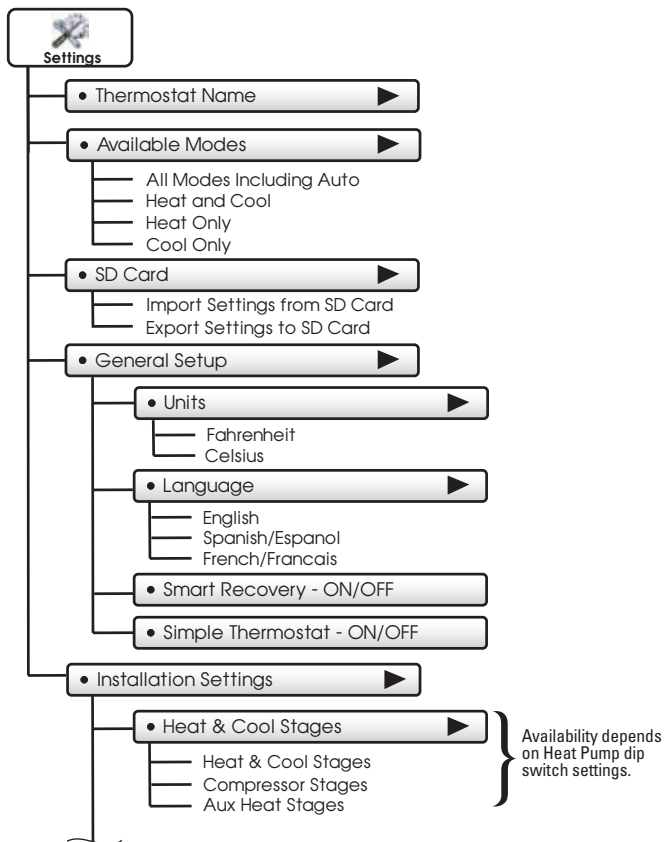 Settings
• Thermostat Name
• Available Modes
All Modes Including Auto
Heat and Cool
Heat Only
Cool Only
• SD Card
Import Settings from SD Card
Export Settings to SD Card
• General Setup
• Units
Fahrenheit
Celsius
• Language
English
Spanish/Espanol
French/Francais
• Smart Recovery - ON/OFF
• Simple Thermostat - ON/OFF
• Installation Settings
• Heat & Cool Stages
Heat & Cool Stages
Compressor Stages
Aux Heat Stages
Availability depends
on Heat Pump dip
switch settings.